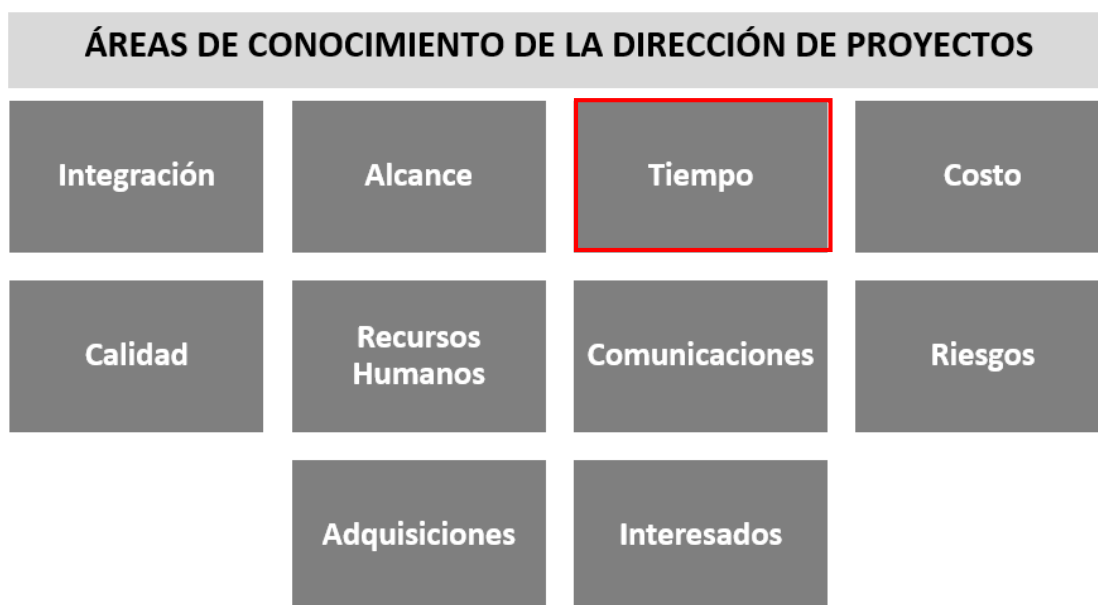 ÁREAS DE CONOCIMIENTO DE LA DIRECCIÓN DE PROYECTOS
Integración
Alcance
Tiempo
Costo
Calidad
Recursos
Humanos
Comunicaciones
Riesgos
Adquisiciones
Interesados